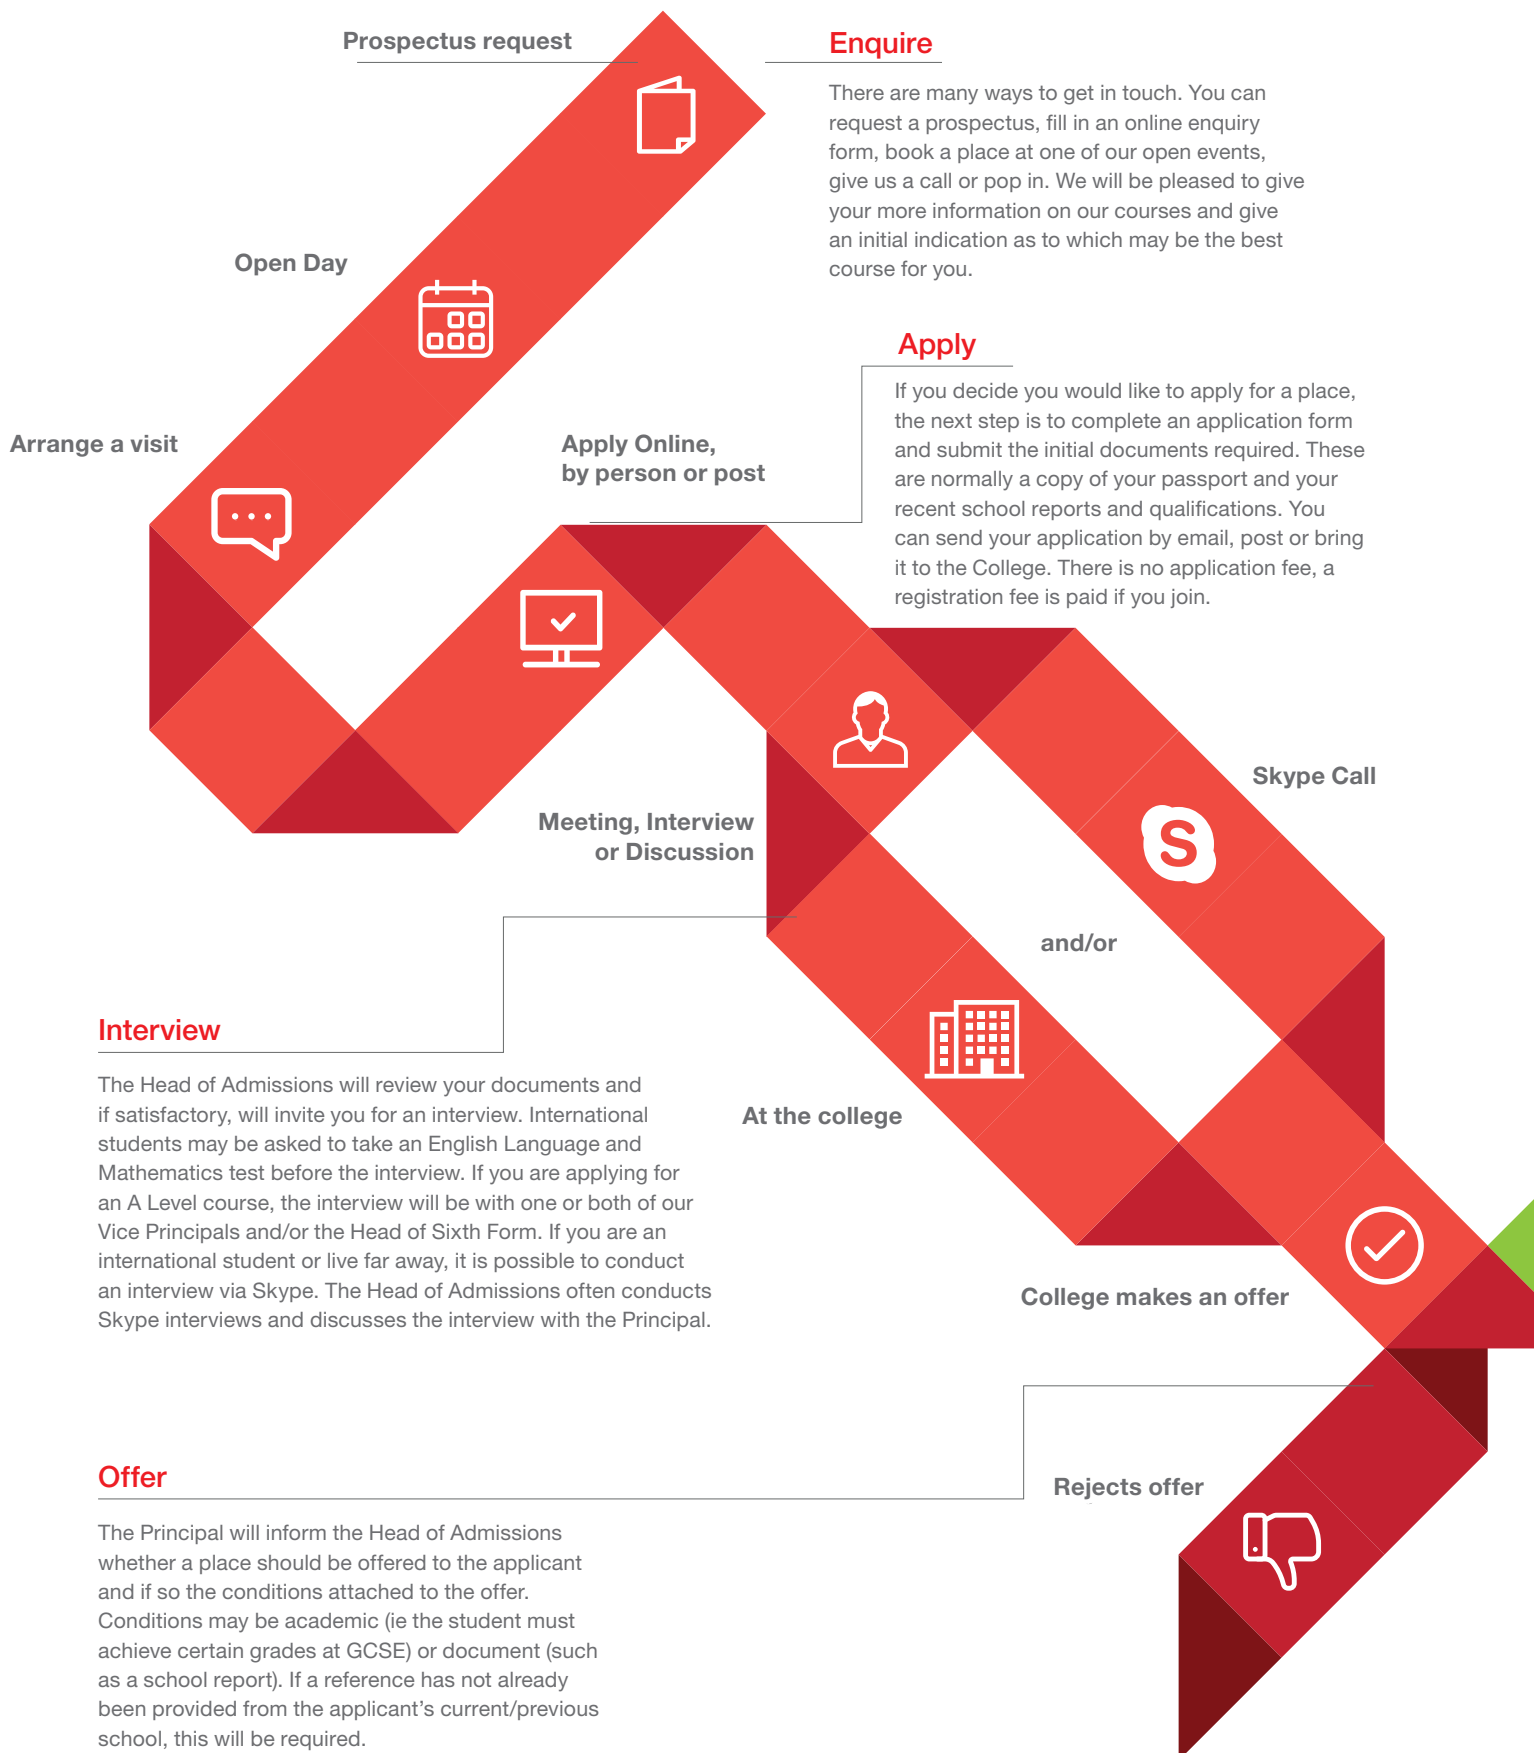 Prospectus request
Enquire
There are many ways to get in touch. You can
request a prospectus, fill in an online enquiry
form, book a place at one of our open events,
give us a call or pop in. We will be pleased to give
your more information on our courses and give
an initial indication as to which may be the best
course for you.
Open Day
Apply
If you decide you would like to apply for a place,
the next step is to complete an application form
and submit the initial documents required. These
are normally a copy of your passport and your
recent school reports and qualifications. You
can send your application by email, post or bring
it to the College. There is no application fee, a
registration fee is paid if you join.
Arrange a visit
Apply Online,
by person or post
Skype Call
S
Meeting, Interview
or Discussion
and/or
Interview
The Head of Admissions will review your documents and
if satisfactory, will invite you for an interview. International
students may be asked to take an English Language and
Mathematics test before the interview. If you are applying for
an A Level course, the interview will be with one or both of our
Vice Principals and/or the Head of Sixth Form. If you are an
international student or live far away, it is possible to conduct
an interview via Skype. The Head of Admissions often conducts
Skype interviews and discusses the interview with the Principal.
At the college
College makes an offer
Offer
The Principal will inform the Head of Admissions
whether a place should be offered to the applicant
and if so the conditions attached to the offer.
Conditions may be academic (ie the student must
achieve certain grades at GCSE) or document (such
as a school report). If a reference has not already
been provided from the applicant’s current/previous
school, this will be required.
Rejects offer